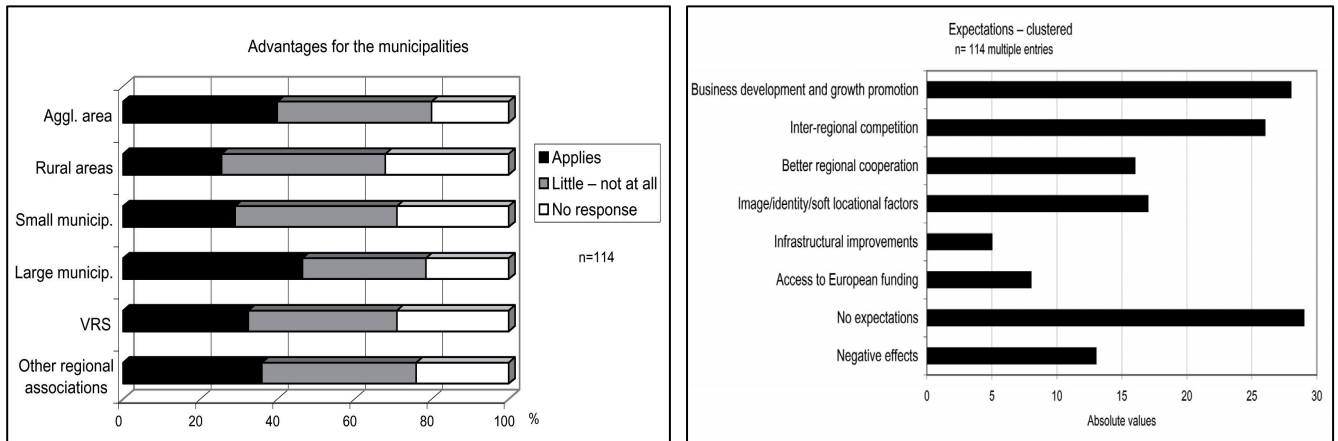 Advantages for the municipalities
Aggl. area
Rural areas
Small municip.
Large municip.
VRS
Other regional
associations
0 20 40 60 80 100 %
Applies
Little – not at all
No response
n=114
Expectations – clustered
n= 114 multiple entries
Business development and growth promotion
Inter-regional competition
Better regional cooperation
Image/identity/soft locational factors
Infrastructural improvements
Access to European funding
No expectations
Negative effects
0 5 10 15 20 25 30
Absolute values